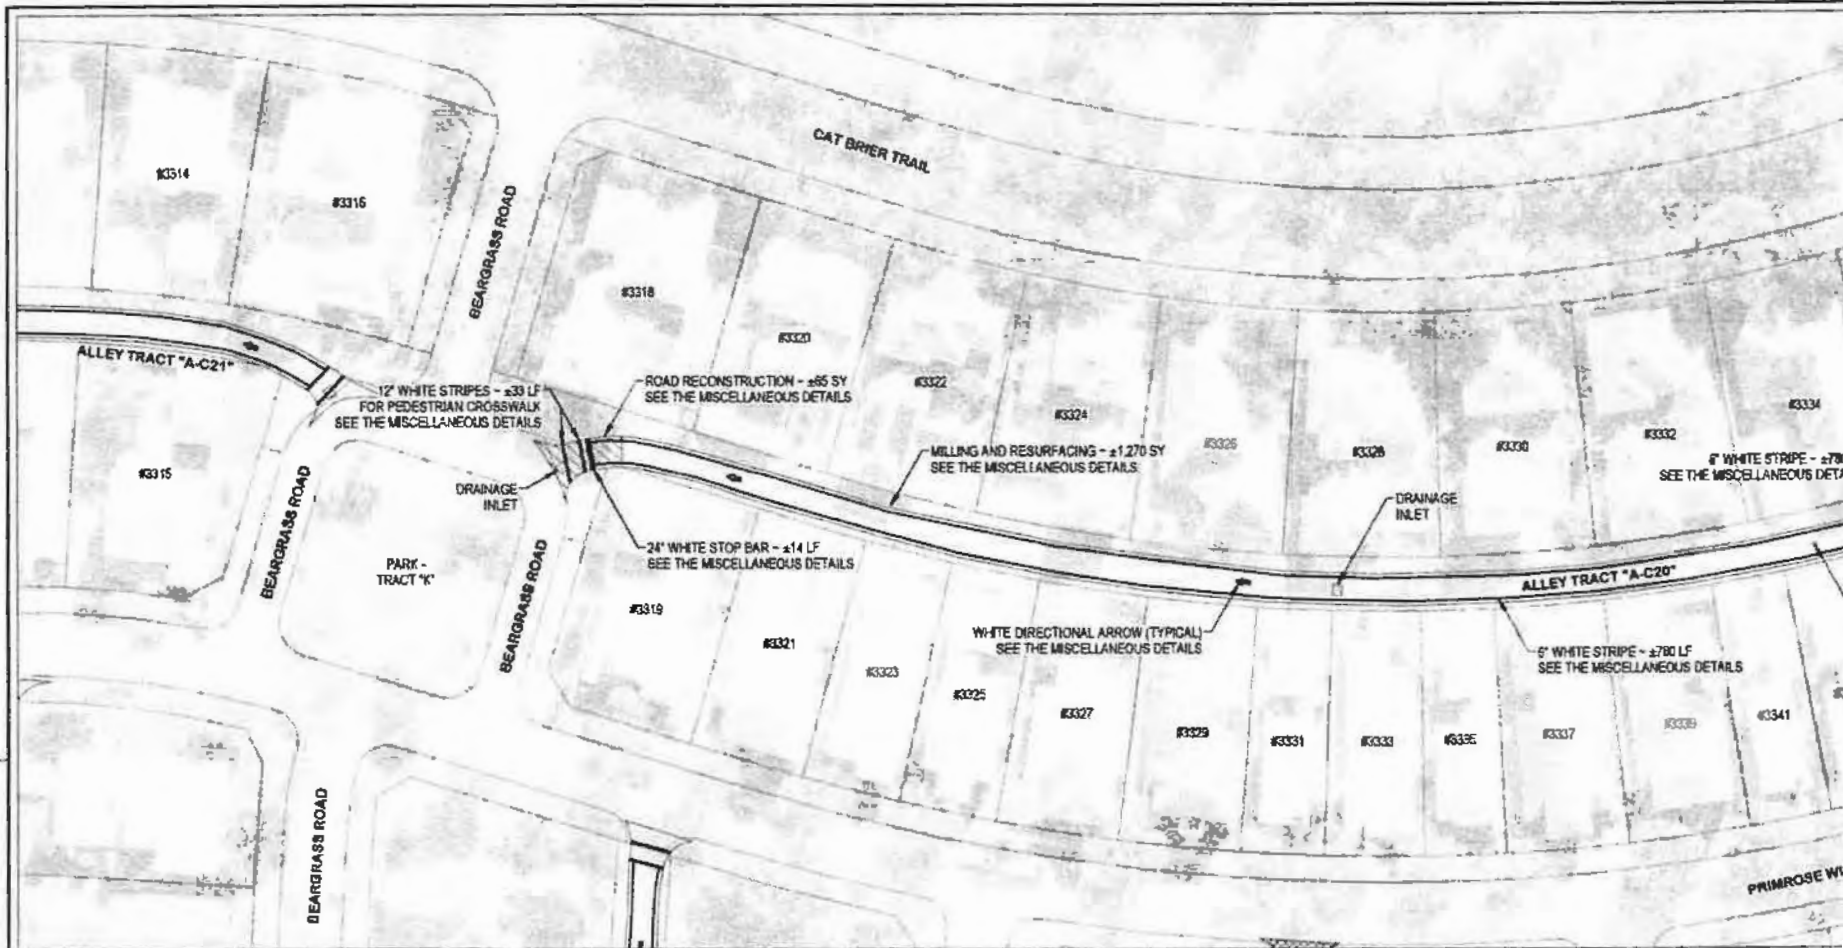 CAT BRIER TRAIL
#3314
#3316
BEARGRASS ROAD
#3318
#3320
#3322
#3324
#3326
#3328
#3330
#3332
#3334
ALLEY TRACT "A-C21"
12" WHITE STRIPES - ±33 LF
FOR PEDESTRIAN CROSSWALK
SEE THE MISCELLANEOUS DETAILS
ROAD RECONSTRUCTION - ±65 SY
SEE THE MISCELLANEOUS DETAILS
MILLING AND RESURFACING - ±1,270 SY
SEE THE MISCELLANEOUS DETAILS
6" WHITE STRIPE - ±780
SEE THE MISCELLANEOUS DETA
#3315
BEARGRASS ROAD
DRAINAGE
INLET
DRAINAGE
INLET
24" WHITE STOP BAR - ±14 LF
SEE THE MISCELLANEOUS DETAILS
PARK -
TRACT "K"
BEARGRASS ROAD
ALLEY TRACT "A-C20"
WHITE DIRECTIONAL ARROW (TYPICAL)
SEE THE MISCELLANEOUS DETAILS
6" WHITE STRIPE - ±780 LF
SEE THE MISCELLANEOUS DETAILS
#3319
#3321
#3323
#3325
#3327
#3329
#3331
#3333
#3335
#3337
#3339
#3341
BEARGRASS ROAD
PRIMROSE